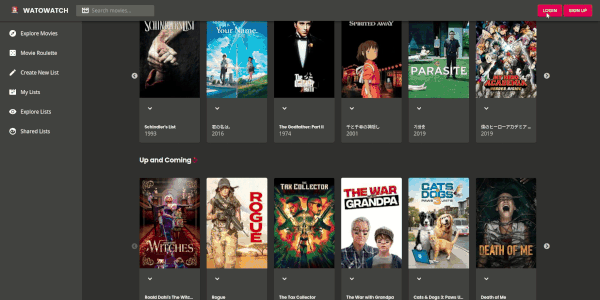 WATOWATCH
Search movies...
LOGIN
SIGN UP
Explore Movies
Movie Roulette
Create New List
My Lists
Explore Lists
Shared Lists
SCHINDLER'S LIST
Your Name.
The Godfather
SPIRITED AWAY
PARASITE
Schindler's List
1993
君の名は。
2016
The Godfather: Part II
1974
千と千尋の神隠し
2001
2019
僕のヒーローアカデミア ...
2019
Up and Coming
WITCHES
ROGUE
THE TAX COLLECTOR
THE WAR
WITH
GRANDPA
CATS
DOGS
DEATH OF ME
Roald Dahl's The Witc...
Rogue
The Tax Collector
The War with Grandpa
Cats & Dogs 3: Paws U...
Death of Me